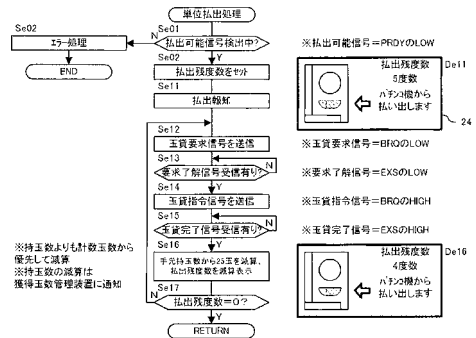 単位払出処理
Se01
払出可能信号検出中?
N
Y
Se02
エラー処理
END
Se02
払出残度数をセット
Se11
払出報知
Se12
玉貸要求信号を送信
Se13
要求了解信号受信有り?
N
Y
Se14
玉貸指令信号を送信
Se15
玉貸完了信号受信有り?
N
Y
Se16
手元持玉数から25玉を減算、
払出残度数を減算表示
Se17
払出残度数=0?
N
Y
RETURN
※持玉数よりも計数玉数から
優先して減算
※持玉数の減算は
獲得玉数管理装置に通知
※払出可能信号=PRDYのLOW
De11
払出残度数
5度数
パチンコ機から
払い出します
24
※玉貸要求信号=BRQのLOW
※要求了解信号=EXSのLOW
※玉貸指令信号=BRQのHIGH
※玉貸完了信号=EXSのHIGH
De16
払出残度数
4度数
パチンコ機から
払い出します